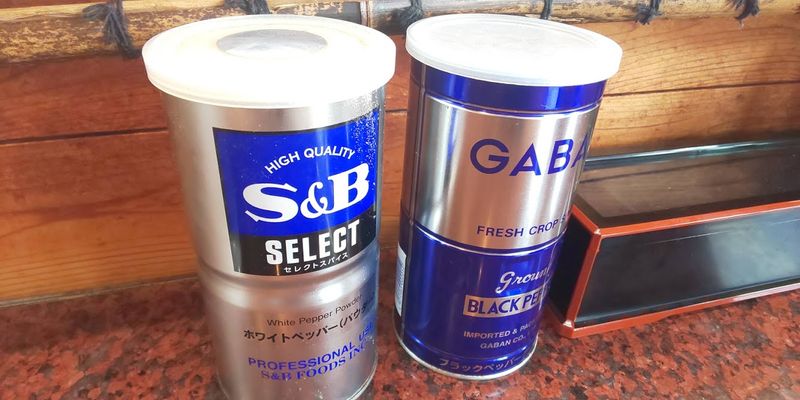 HIGH QUALITY
S&B
SELECT
セレクトスパイス
White Pepper Powder
ホワイトペッパー(パウダー
PROFESSIONAL USE
S&B FOODS INC.
GABA
FRESH CROP
Ground
BLACK PE
IMPORTED & PA
GABAN CO.,
ブラックペッパー